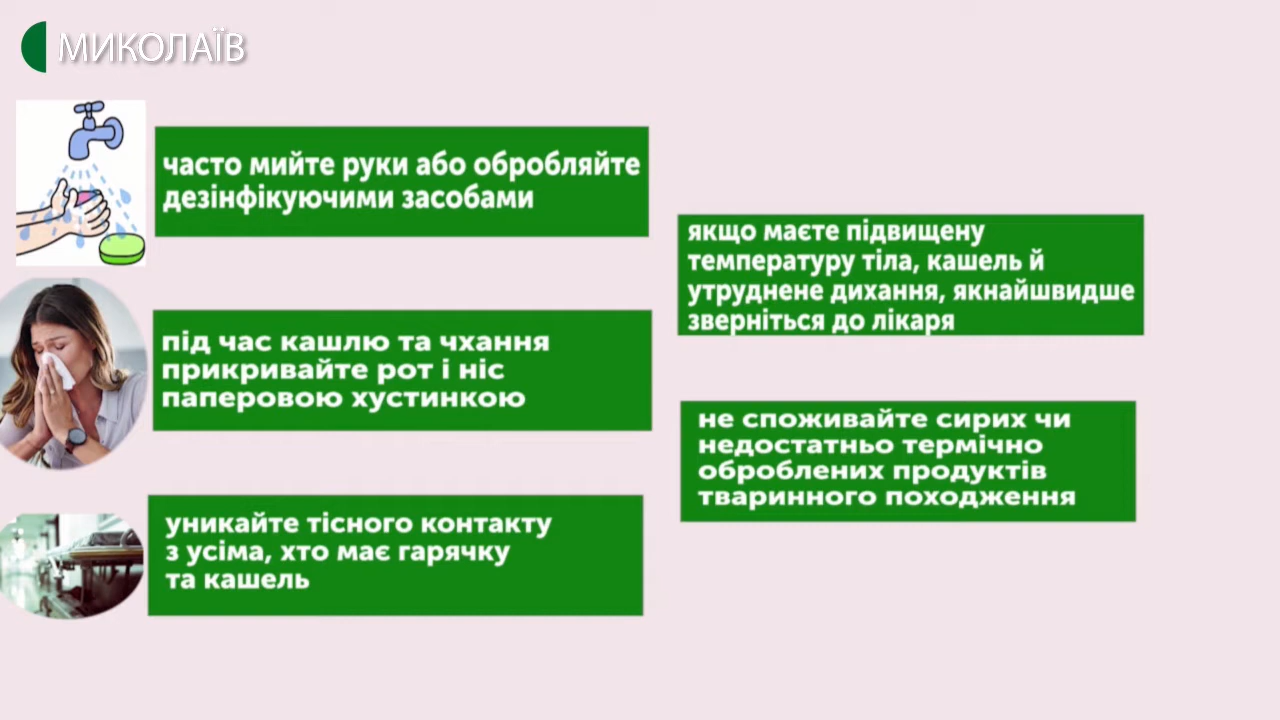 МИКОЛАЇВ
часто мийте руки або обробляйте
дезінфікуючими засобами
під час кашлю та чхання
прикривайте рот і ніс
паперовою хустинкою
уникайте тісного контакту
з усіма, хто має гарячку
та кашель
якщо маєте підвищену
температуру тіла, кашель й
утруднене дихання, якнайшвидше
зверніться до лікаря
не споживайте сирих чи
недостатньо термічно
оброблених продуктів
тваринного походження